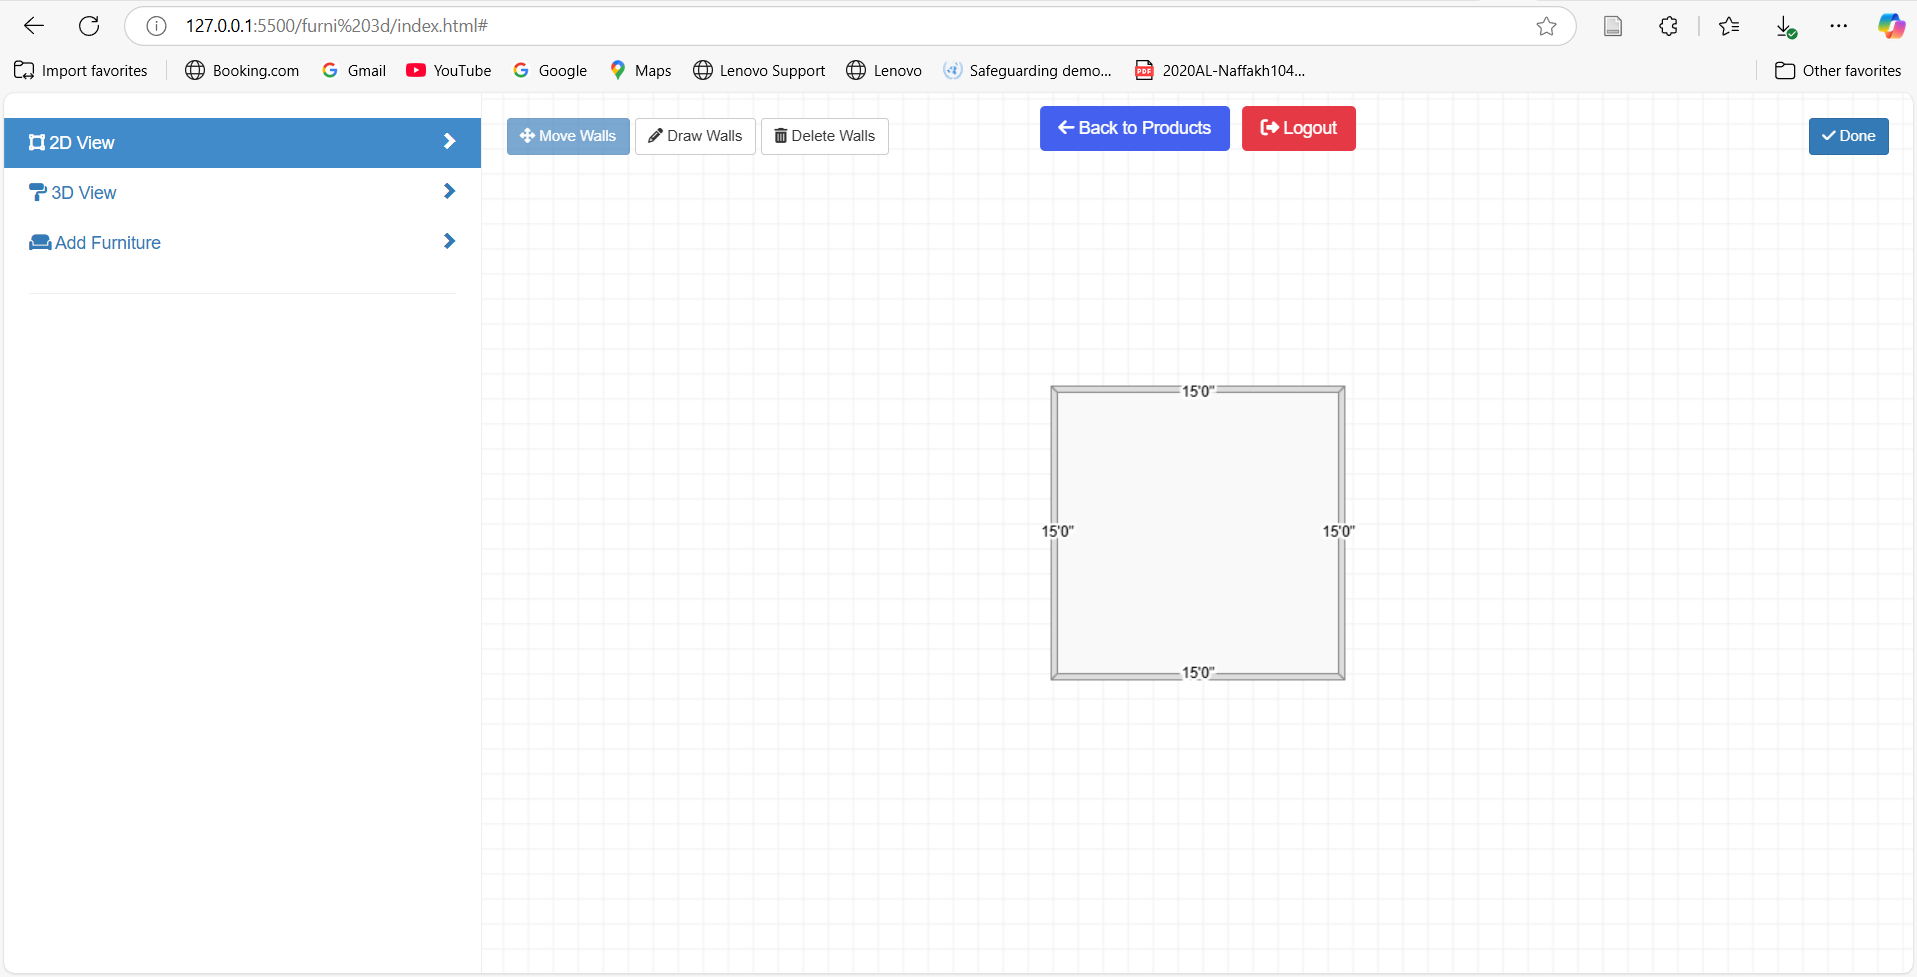 127.0.0.1:5500/furni%203d/index.html#
Import favorites Booking.com Gmail YouTube Google Maps Lenovo Support Lenovo Safeguarding demo... PDF 2020AL-Naffakh104... Other favorites
2D View
3D View
Add Furniture
Move Walls Draw Walls Delete Walls Back to Products Logout Done
15'0"
15'0" 15'0"
15'0"